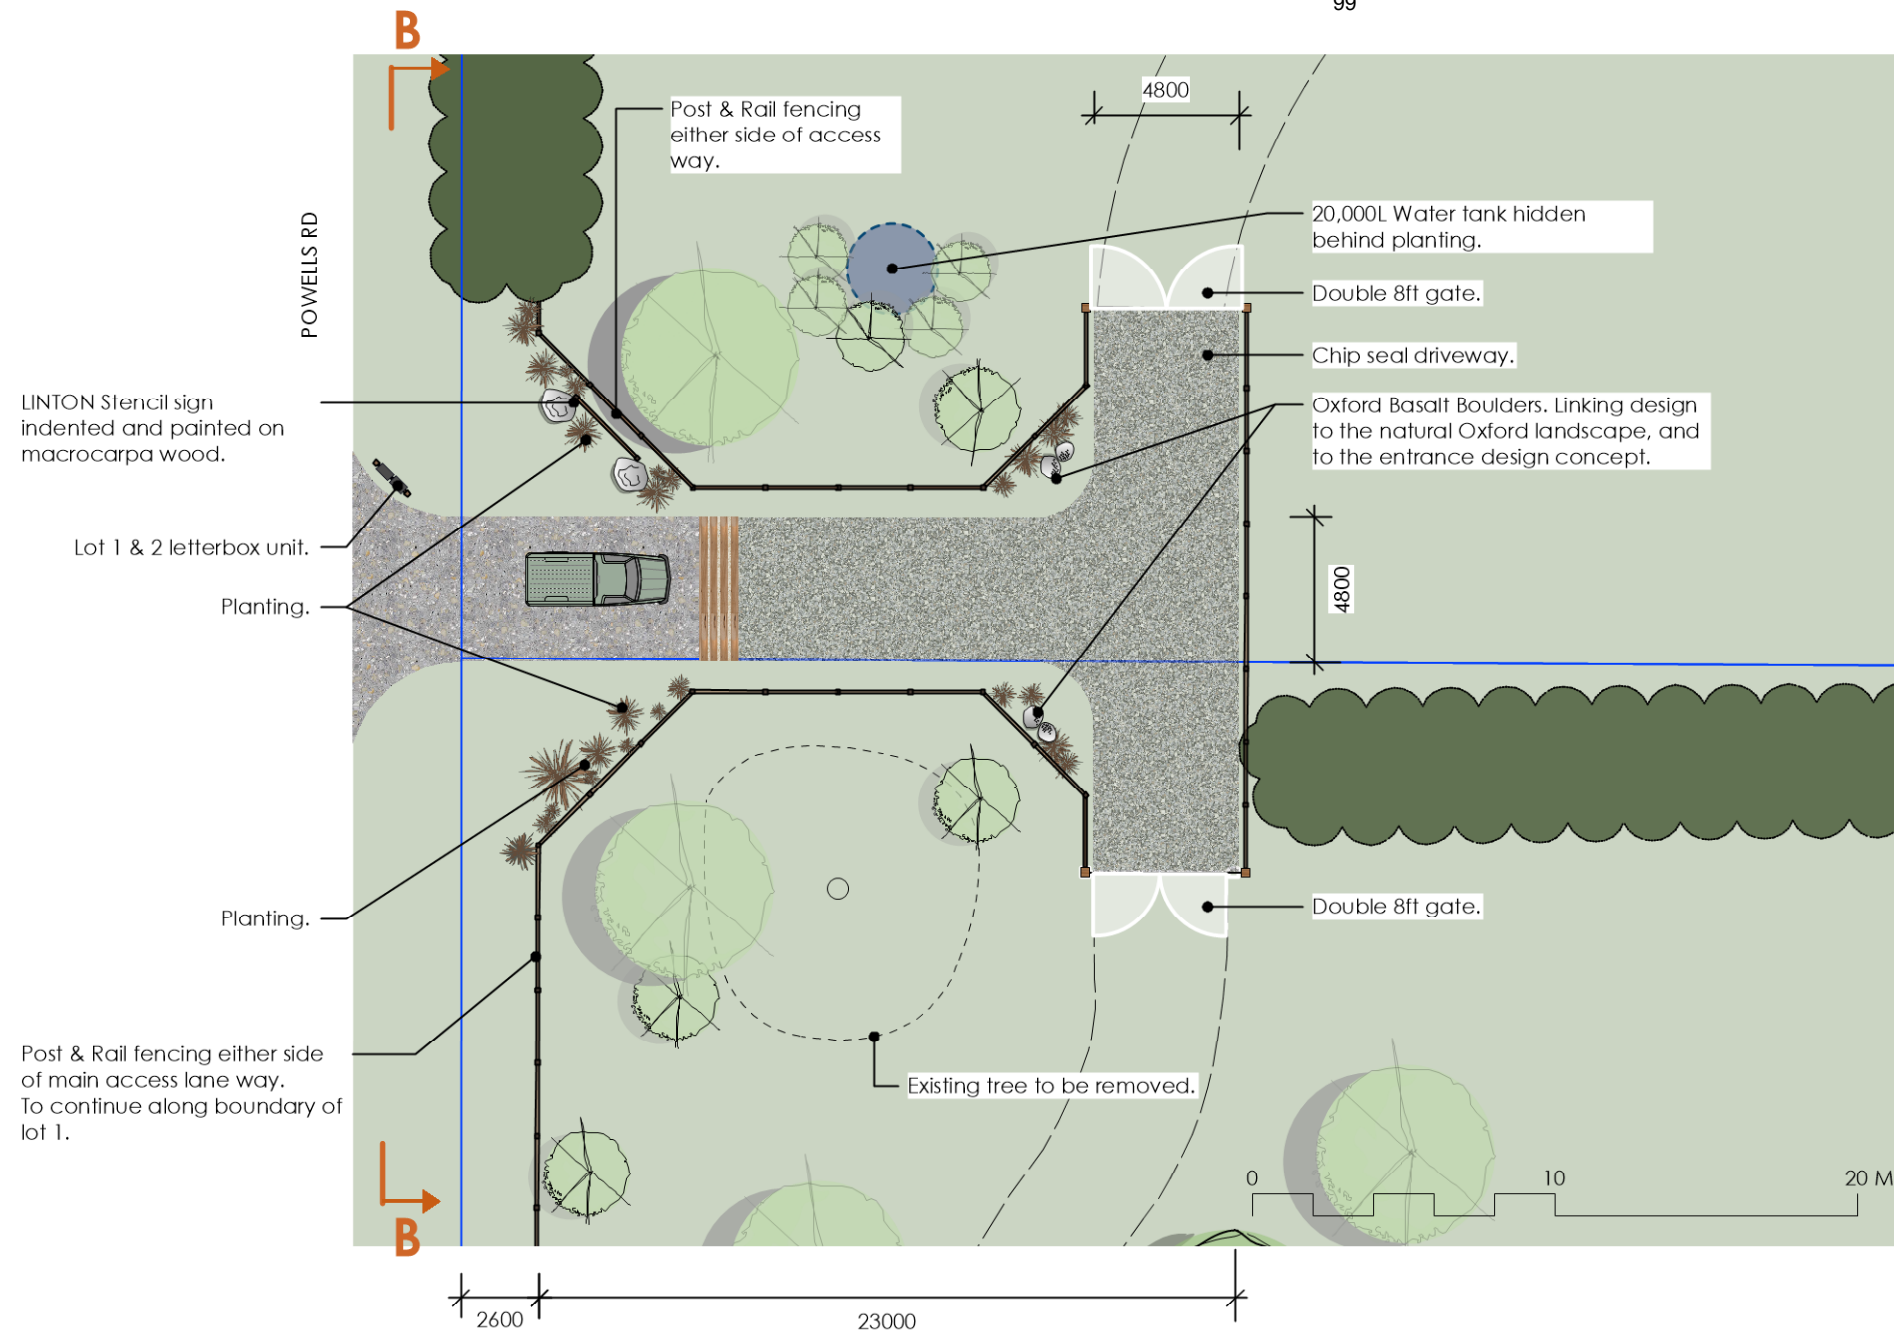 99
B
4800
Post & Rail fencing
either side of access
way.
20,000L Water tank hidden
behind planting.
POWELLS RD
Double 8ft gate.
Chip seal driveway.
LINTON Stencil sign
indented and painted on
macrocarpa wood.
Oxford Basalt Boulders. Linking design
to the natural Oxford landscape, and
to the entrance design concept.
Lot 1 & 2 letterbox unit.
4800
Planting.
Planting.
Double 8ft gate.
Post & Rail fencing either side
of main access lane way.
To continue along boundary of
lot 1.
Existing tree to be removed.
0 10 20 M
B
2600
23000